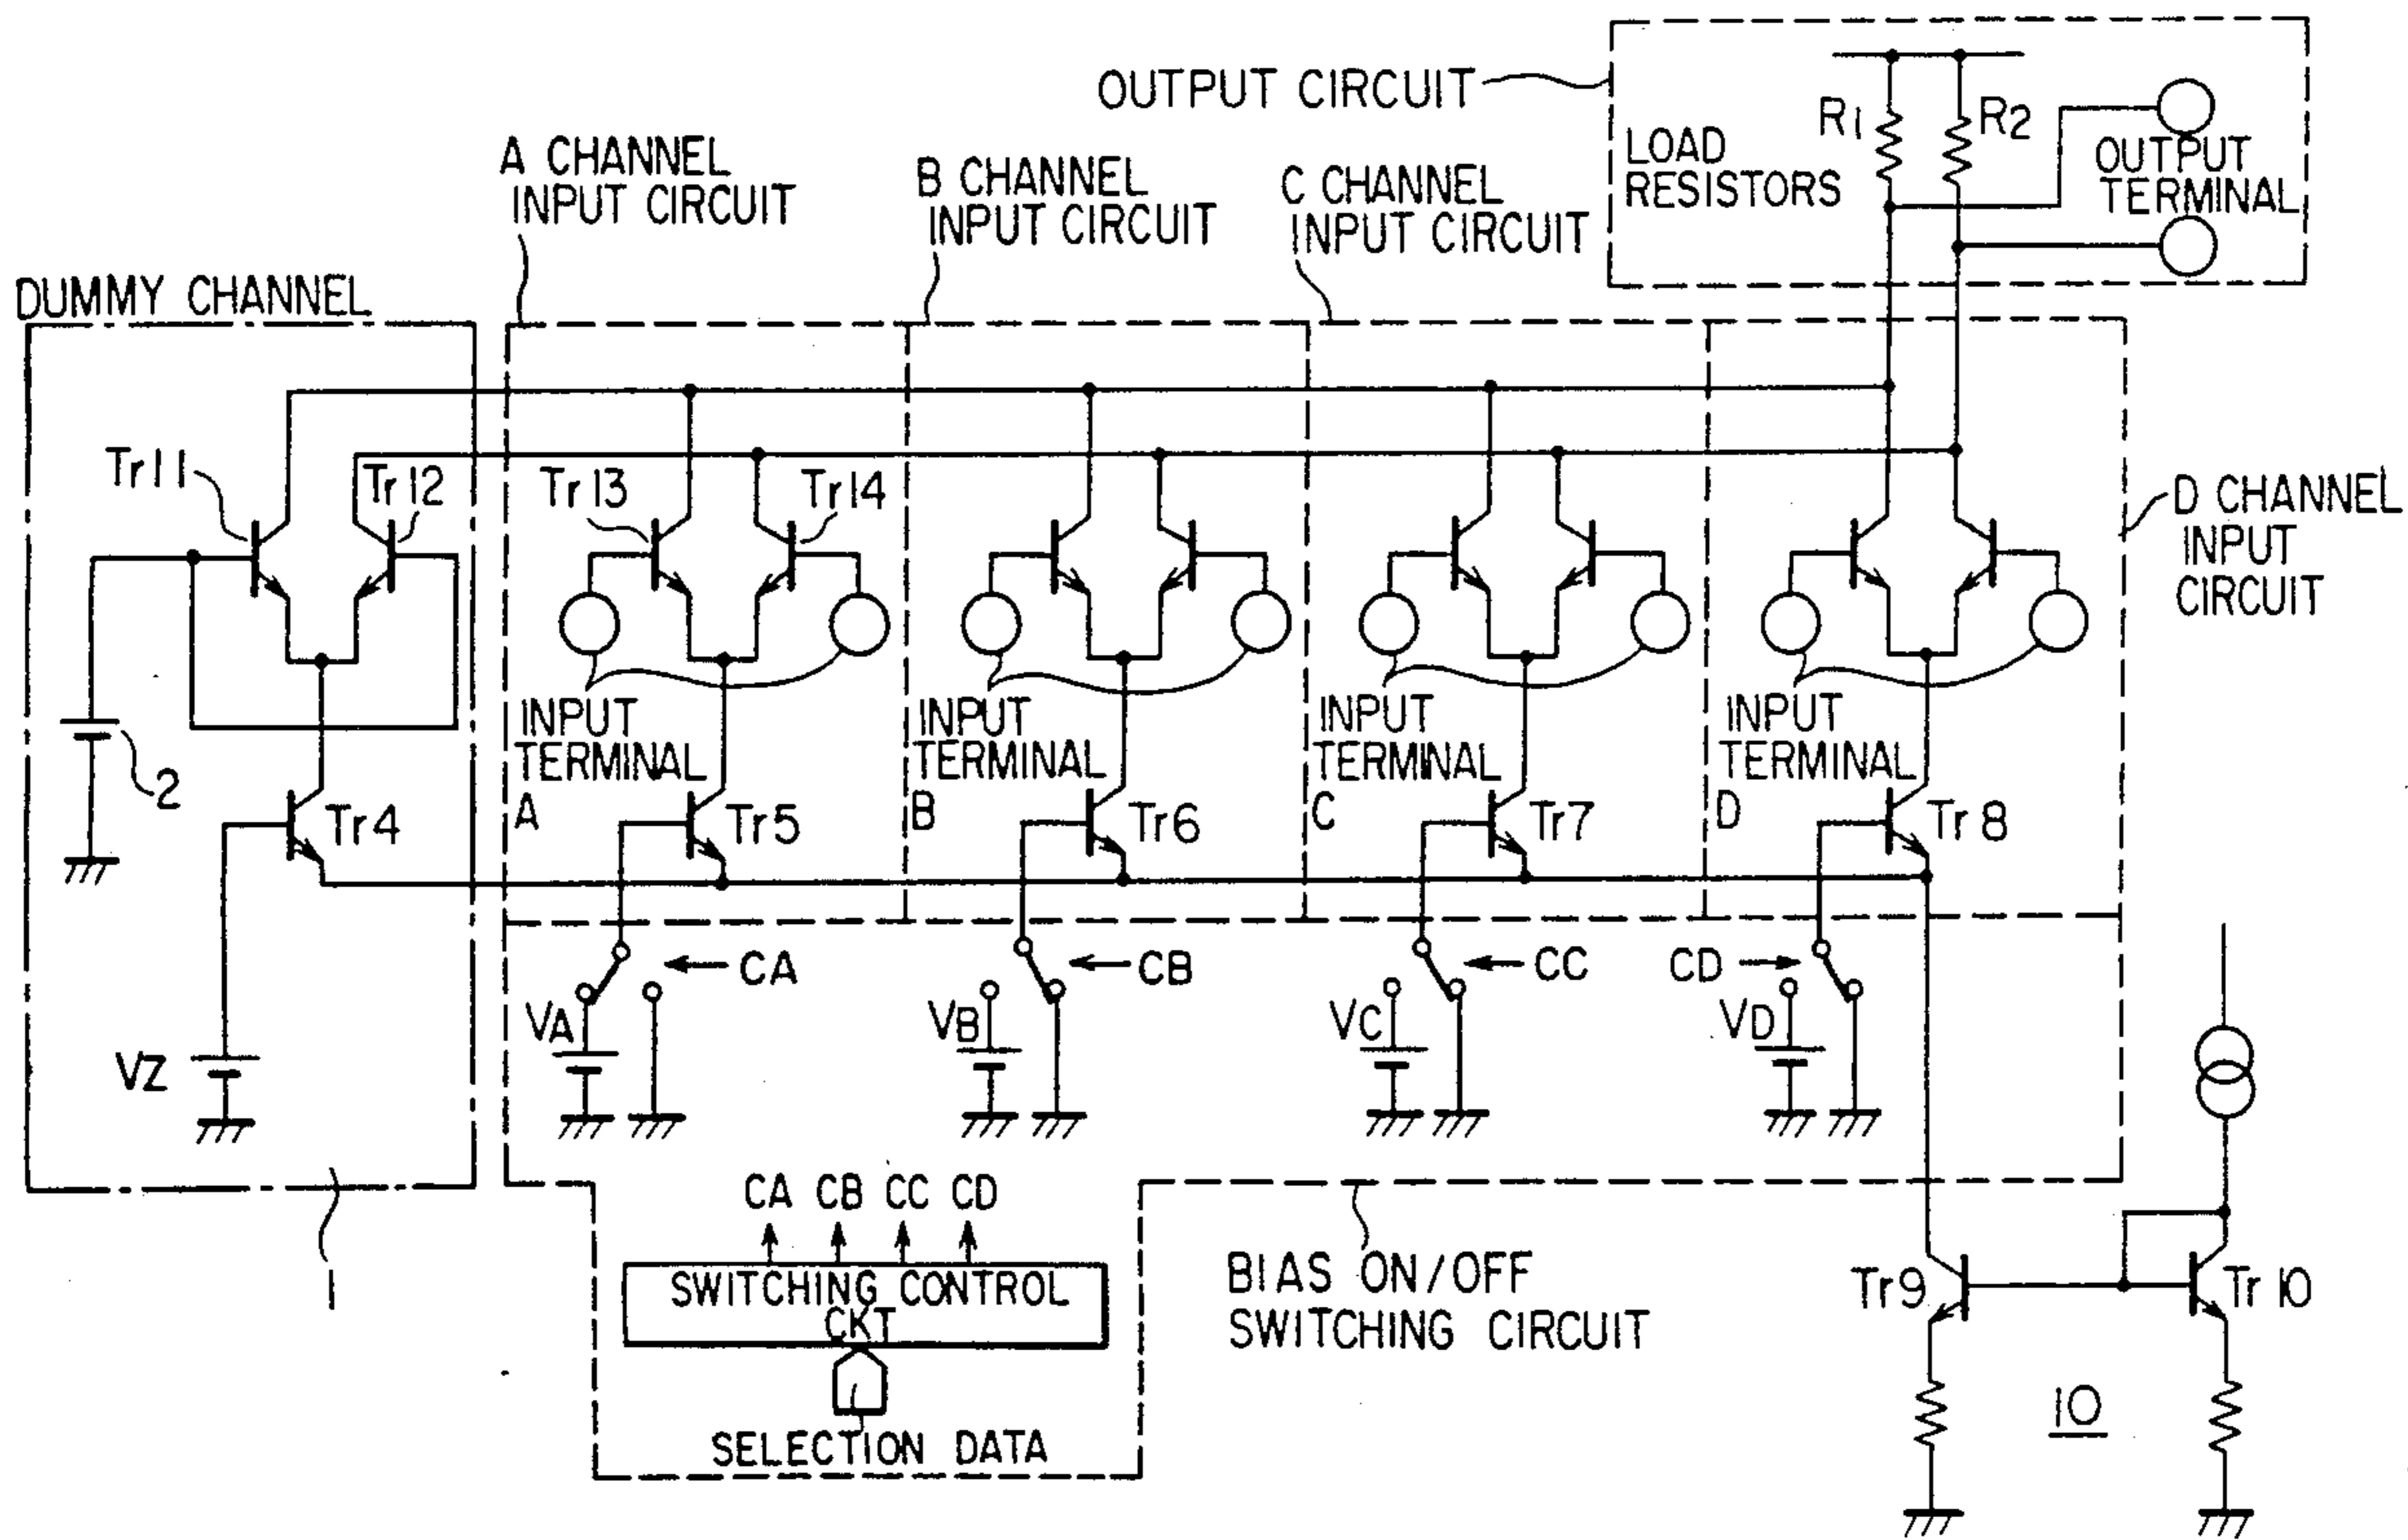 OUTPUT CIRCUIT
R1
R2
LOAD
RESISTORS
OUTPUT
TERMINAL
A CHANNEL
INPUT CIRCUIT
B CHANNEL
INPUT CIRCUIT
C CHANNEL
INPUT CIRCUIT
DUMMY CHANNEL
Tr11
Tr12
Tr13
Tr14
D CHANNEL
INPUT
CIRCUIT
INPUT
TERMINAL
A
INPUT
TERMINAL
B
INPUT
TERMINAL
C
INPUT
TERMINAL
D
2
Tr4
Tr5
Tr6
Tr7
Tr8
CA
CB
CC
CD
VA
VB
VC
VD
VZ
CA CB CC CD
SWITCHING CONTROL
CKT
SELECTION DATA
1
BIAS ON/OFF
SWITCHING CIRCUIT
Tr9
Tr10
10